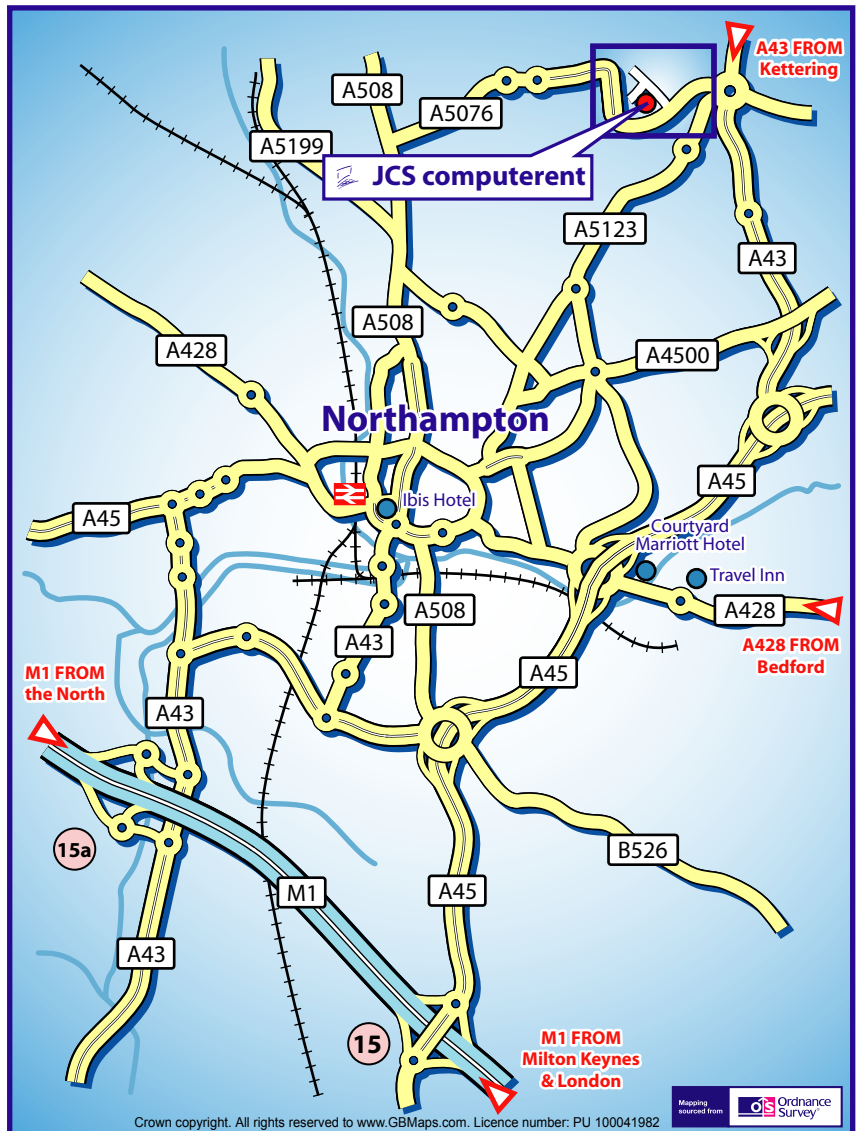 A43 FROM
Kettering
A508
A5076
A5199
JCS computerent
A5123
A43
A508
A428
A4500
Northampton
A45
Ibis Hotel
A45
Courtyard
Marriott Hotel
Travel Inn
A508
A428
A43
A428 FROM
Bedford
A45
M1 FROM
the North
A43
15a
B526
M1
A45
A43
15
M1 FROM
Milton Keynes
& London
Mapping
sourced from
OS Ordnance
Survey®
Crown copyright. All rights reserved to www.GBMaps.com. Licence number: PU 100041982